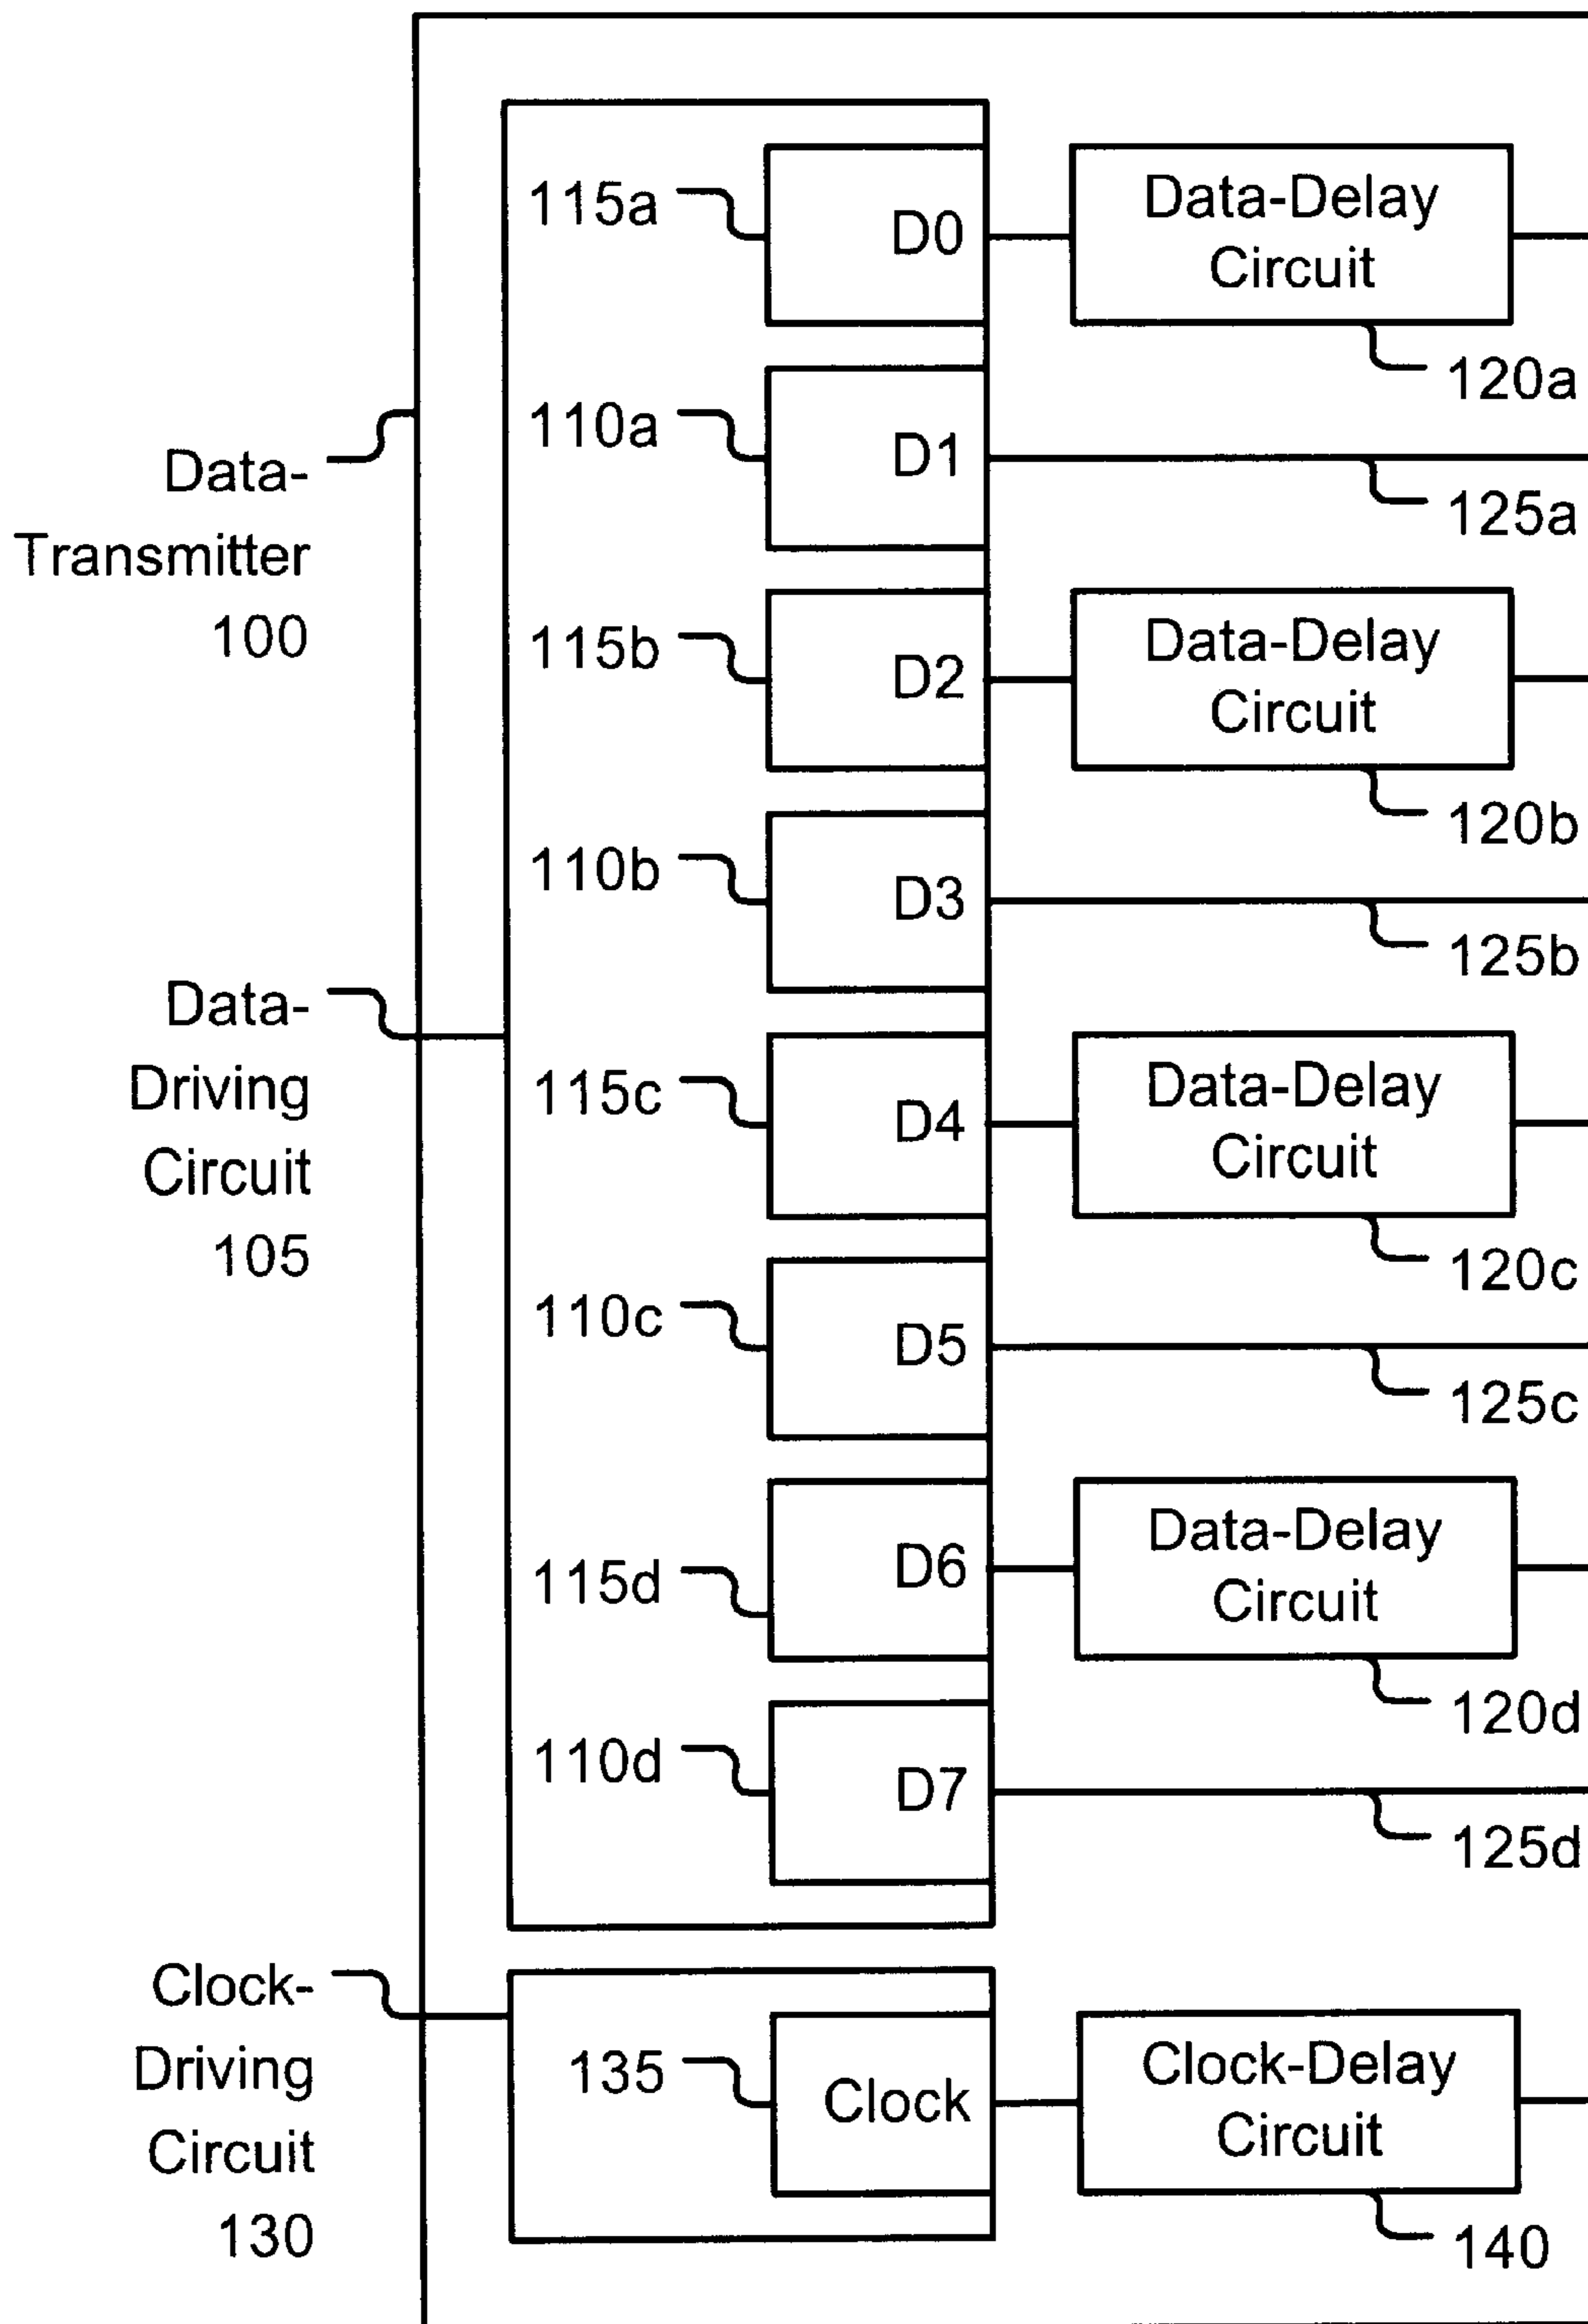 115a
D0
Data-Delay
Circuit
120a
110a
D1
125a
Data-
Transmitter
100
115b
D2
Data-Delay
Circuit
120b
110b
D3
125b
Data-
Driving
Circuit
105
115c
D4
Data-Delay
Circuit
120c
110c
D5
125c
115d
D6
Data-Delay
Circuit
120d
110d
D7
125d
Clock-
Driving
Circuit
130
135
Clock
Clock-Delay
Circuit
140